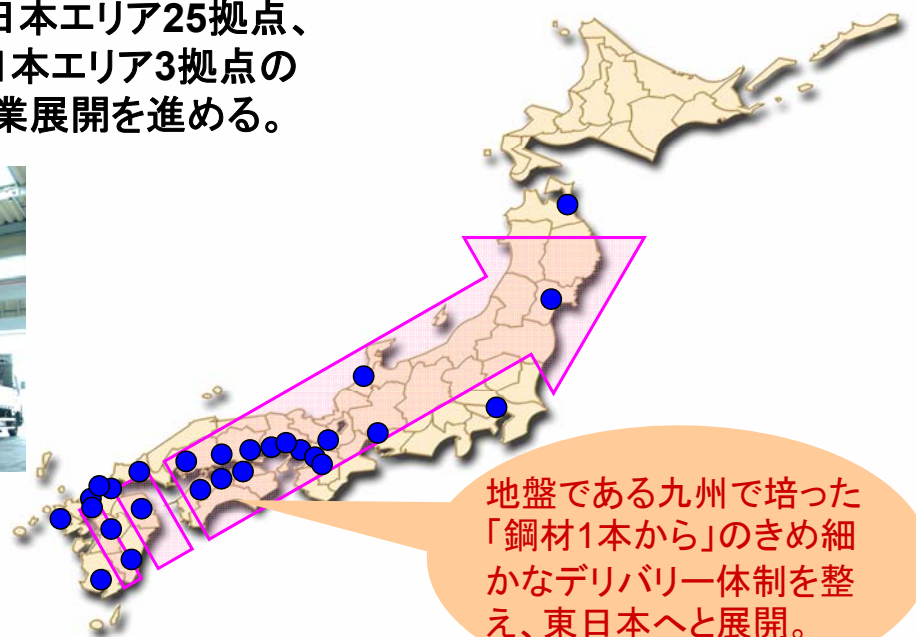 日本エリア25拠点、
本エリア3拠点の
業展開を進める。
地盤である九州で培った
「鋼材1本から」のきめ細
かなデリバリー体制を整
え、東日本へと展開。